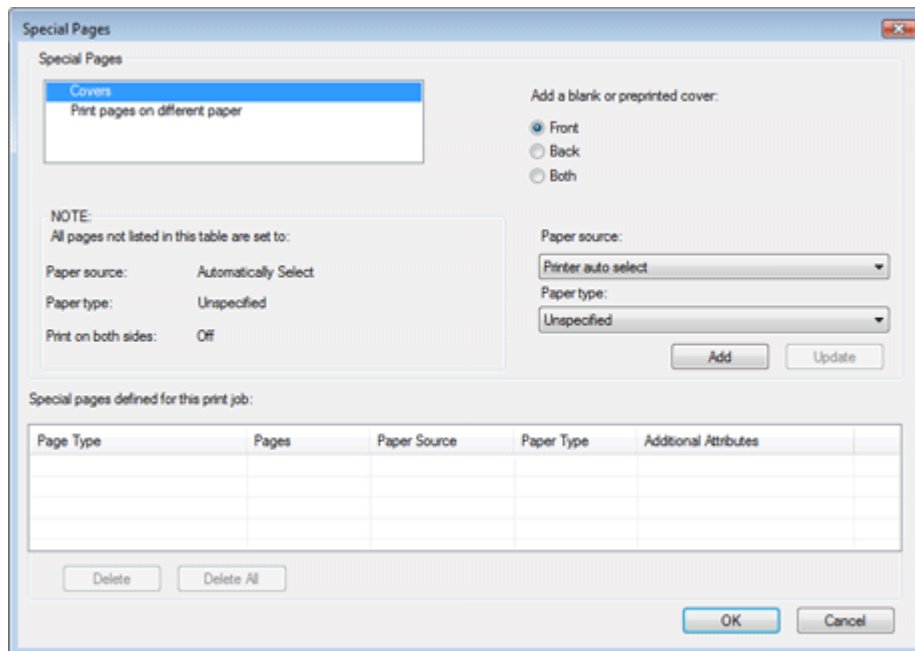 Special Pages
Special Pages
Covers
Print pages on different paper
Add a blank or preprinted cover:
Front
Back
Both
NOTE:
All pages not listed in this table are set to:
Paper source: Automatically Select
Paper type: Unspecified
Print on both sides: Off
Paper source:
Printer auto select
Paper type:
Unspecified
Add Update
Special pages defined for this print job:
Page Type Pages Paper Source Paper Type Additional Attributes
Delete Delete All
OK Cancel